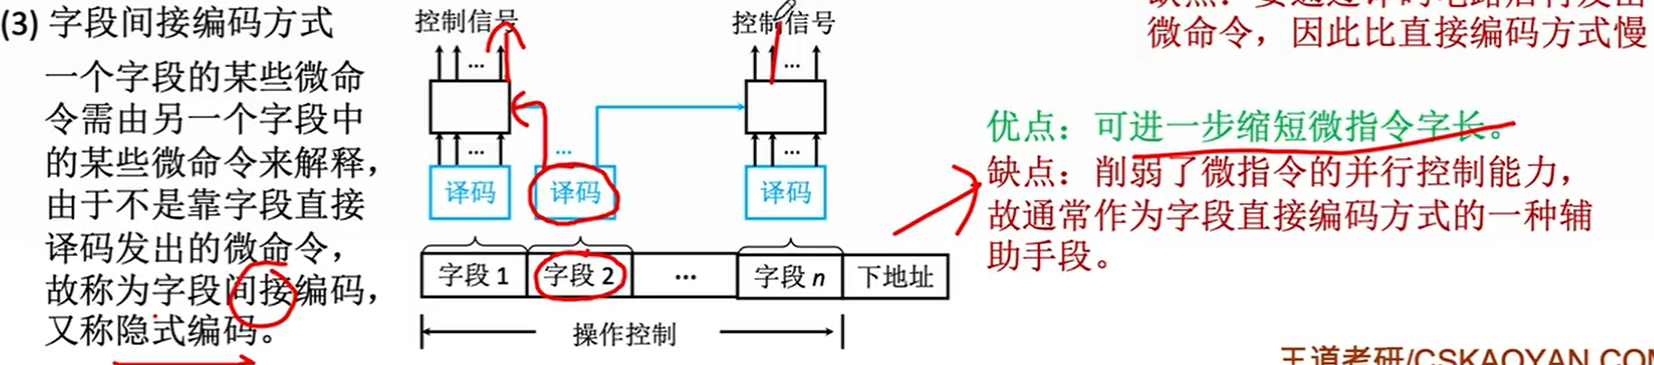 (3) 字段间接编码方式
一个字段的某些微命
令需由另一个字段中
的某些微命令来解释，
由于不是靠字段直接
译码发出的微命令，
故称为字段间接编码，
又称隐式编码。
控制信号
控制信号
...
...
...
...
...
译码
译码
译码
字段 1
字段 2
...
字段 n
下地址
操作控制
微命令，因此比直接编码方式慢
优点：可进一步缩短微指令字长。
缺点：削弱了微指令的并行控制能力，
故通常作为字段直接编码方式的一种辅
助手段。
王道考研/CSKAOYAN.COM